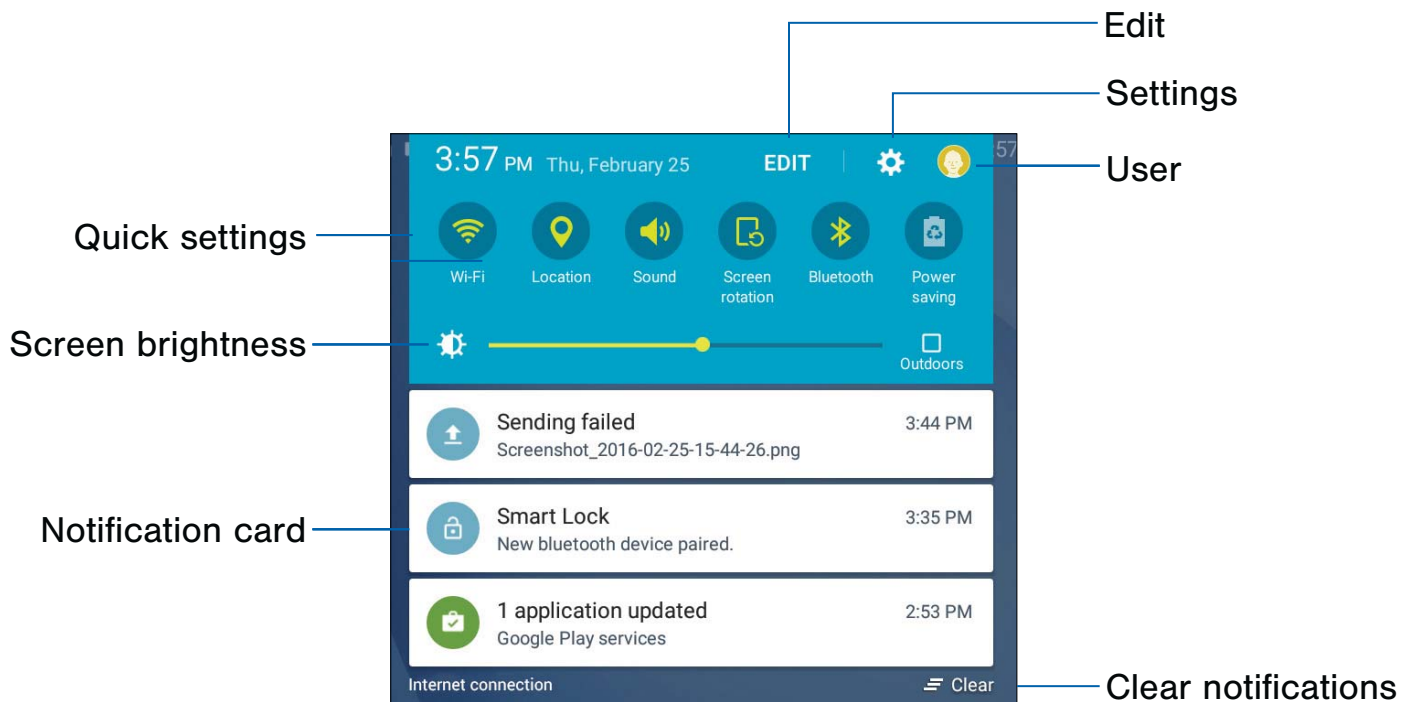 Edit
Settings
User
3:57 PM Thu, February 25 EDIT
57
Quick settings
Wi-Fi Location Sound Screen rotation Bluetooth Power saving
Screen brightness
Outdoors
Sending failed 3:44 PM
Screenshot_2016-02-25-15-44-26.png
Notification card
Smart Lock 3:35 PM
New bluetooth device paired.
1 application updated 2:53 PM
Google Play services
Internet connection Clear
Clear notifications